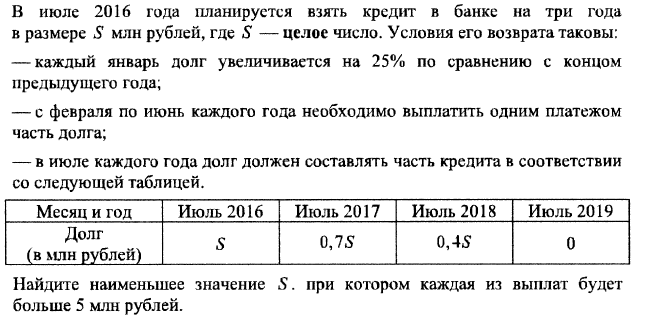 В июле 2016 года планируется взять кредит в банке на три года
в размере S млн рублей, где S — целое число. Условия его возврата таковы:
— каждый январь долг увеличивается на 25% по сравнению с концом
предыдущего года;
— с февраля по июнь каждого года необходимо выплатить одним платежом
часть долга;
— в июле каждого года долг должен составлять часть кредита в соответствии
со следующей таблицей.
Месяц и год Июль 2016 Июль 2017 Июль 2018 Июль 2019
Долг
(в млн рублей) S 0,7S 0,4S 0
Найдите наименьшее значение S. при котором каждая из выплат будет
больше 5 млн рублей.